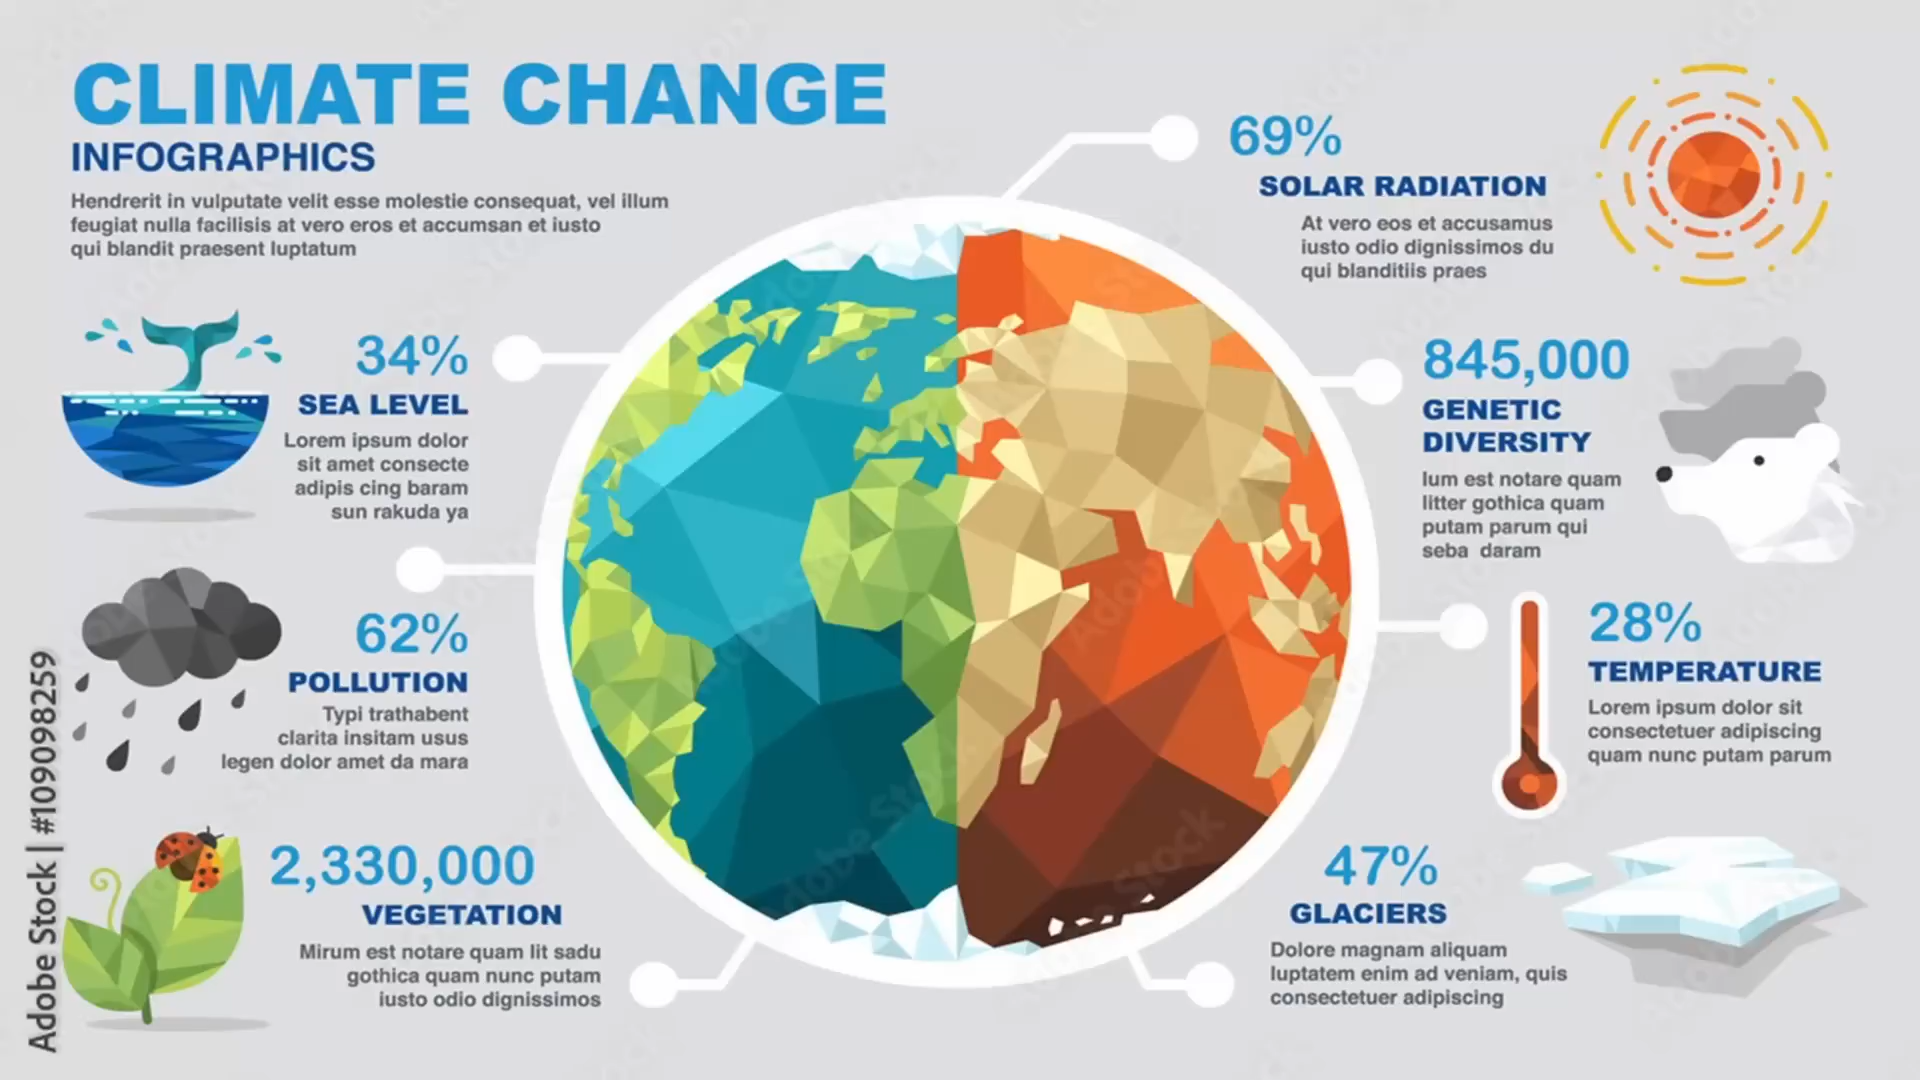 CLIMATE CHANGE
INFOGRAPHICS
Hendrerit in vulputate velit esse molestie consequat, vel illum
feugiat nulla facilisis at vero eros et accumsan et iusto
qui blandit praesent luptatum
34%
SEA LEVEL
Lorem ipsum dolor
sit amet consecte
adipis cing baram
sun rakuda ya
62%
POLLUTION
Typi trathabent
clarita insitam usus
legen dolor amet da mara
2,330,000
VEGETATION
Mirum est notare quam lit sadu
gothica quam nunc putam
iusto odio dignissimos
69%
SOLAR RADIATION
At vero eos et accusamus
iusto odio dignissimos du
qui blanditiis praes
845,000
GENETIC
DIVERSITY
Ium est notare quam
litter gothica quam
putam parum qui
seba daram
28%
TEMPERATURE
Lorem ipsum dolor sit
consectetuer adipiscing
quam nunc putam parum
47%
GLACIERS
Dolore magnam aliquam
luptatem enim ad veniam, quis
consectetuer adipiscing
Adobe Stock | #1090982259